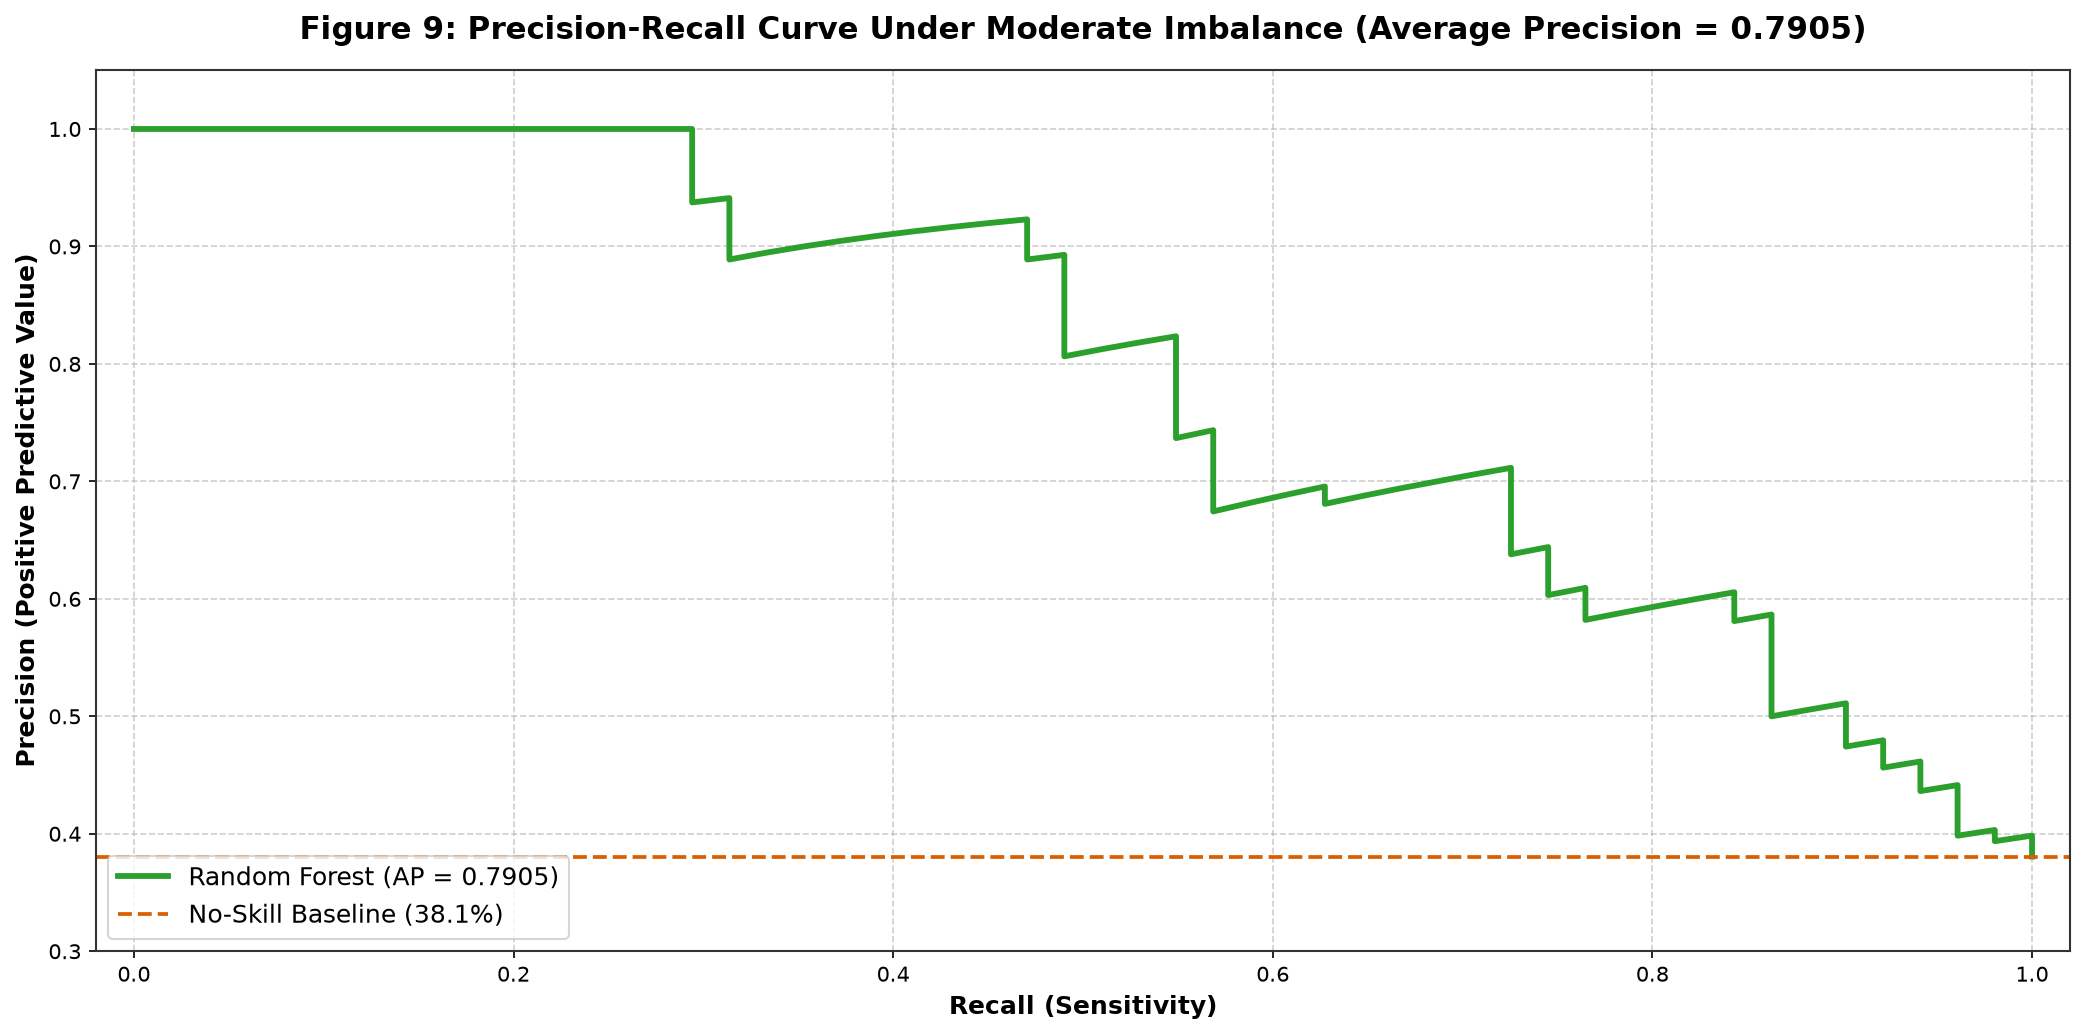 Figure 9: Precision-Recall Curve Under Moderate Imbalance (Average Precision = 0.7905)
Precision (Positive Predictive Value)
1.0
0.9
0.8
0.7
0.6
0.5
0.4
0.3
Random Forest (AP = 0.7905)
No-Skill Baseline (38.1%)
0.0 0.2 0.4 0.6 0.8 1.0
Recall (Sensitivity)